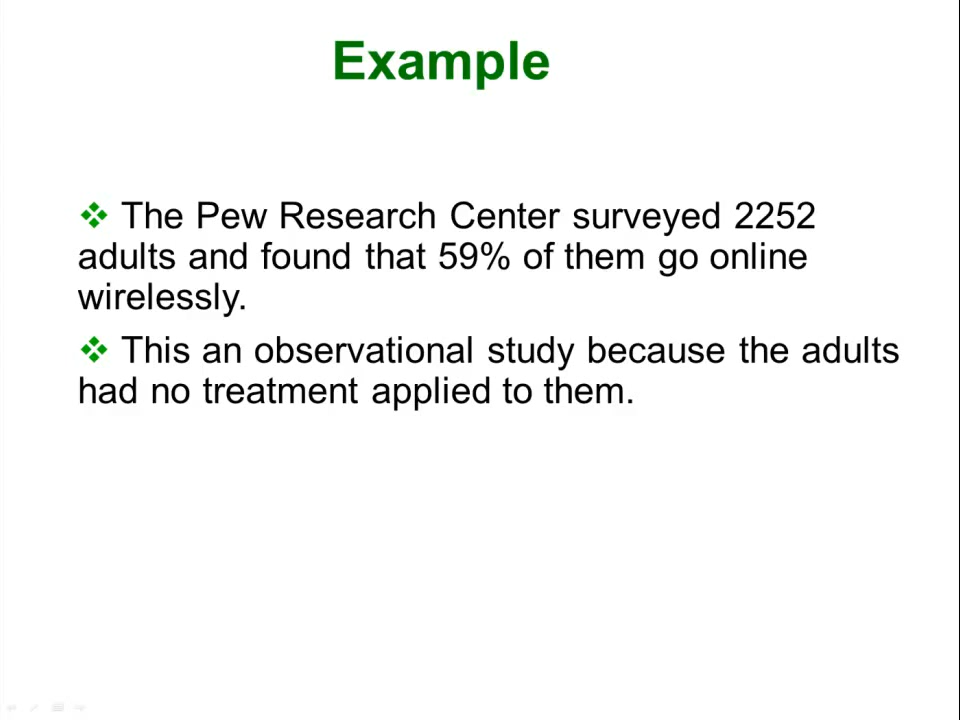 Example
The Pew Research Center surveyed 2252
adults and found that 59% of them go online
wirelessly.
This an observational study because the adults
had no treatment applied to them.